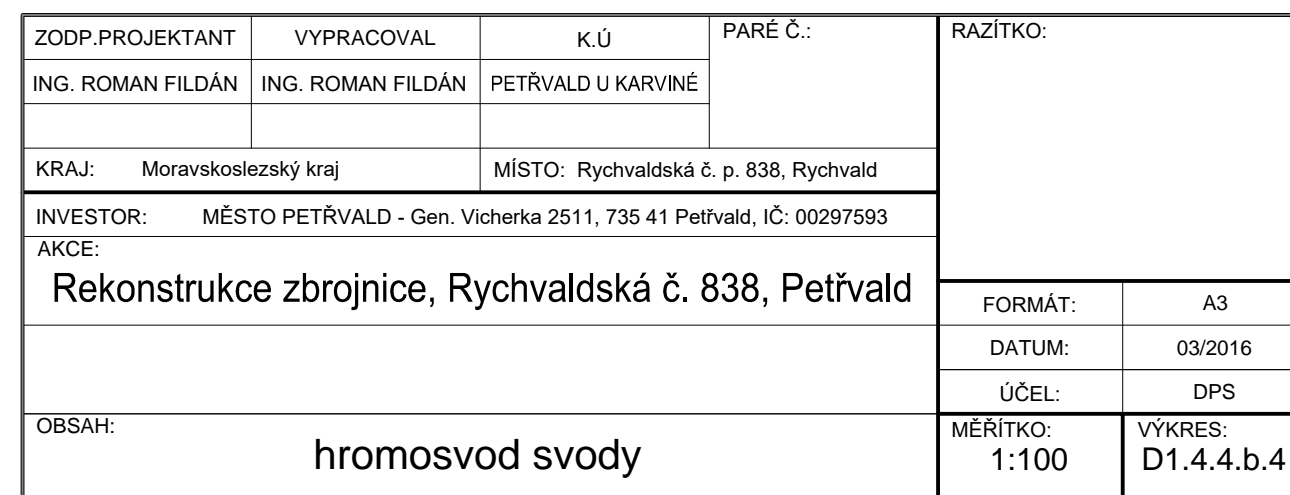 ZODP.PROJEKTANT VYPRACOVAL K.Ú PARÉ Č.: RAZÍTKO:
ING. ROMAN FILDÁN ING. ROMAN FILDÁN PETŘVALD U KARVINÉ
KRAJ: Moravskoslezský kraj MÍSTO: Rychvaldská č. p. 838, Rychvald
INVESTOR: MĚSTO PETŘVALD - Gen. Vicherka 2511, 735 41 Petřvald, IČ: 00297593
AKCE:
Rekonstrukce zbrojnice, Rychvaldská č. 838, Petřvald
FORMÁT: A3
DATUM: 03/2016
ÚČEL: DPS
OBSAH: MĚŘÍTKO: VÝKRES:
hromosvod svody 1:100 D1.4.4.b.4